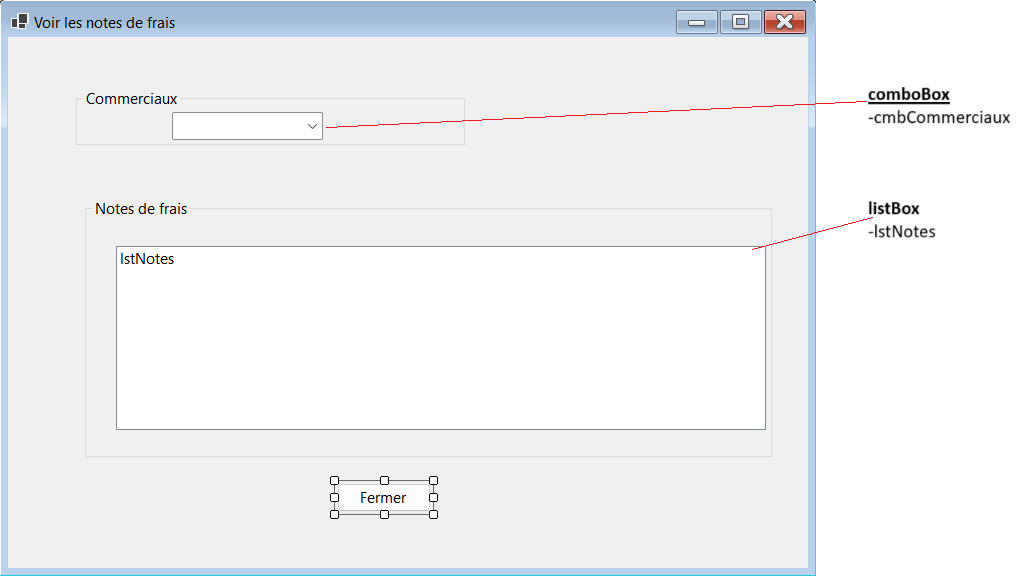 Voir les notes de frais
Commerciaux
comboBox
-cmbCommerciaux
Notes de frais
listBox
-lstNotes
lstNotes
Fermer